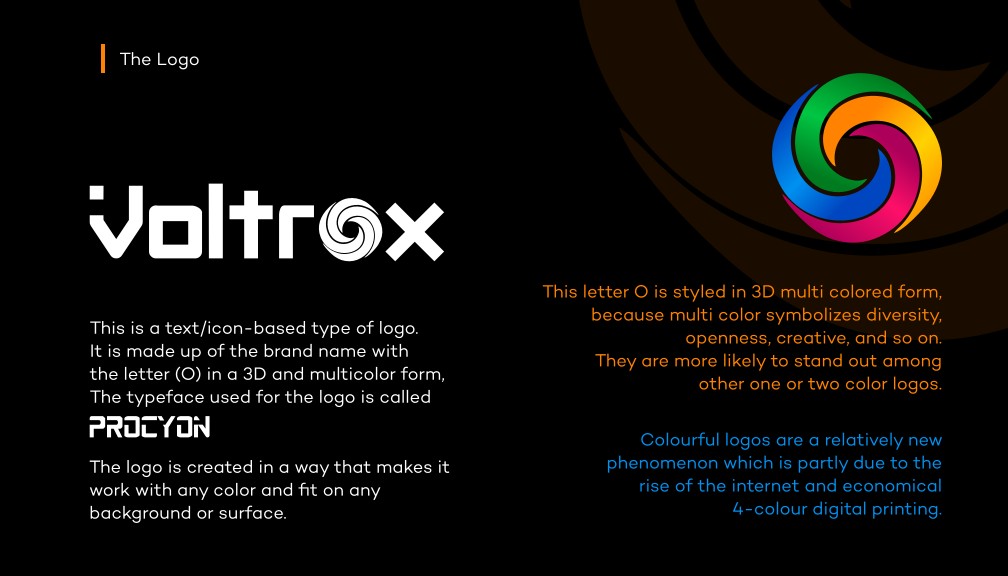 The Logo
Voltrox
This is a text/icon-based type of logo.
It is made up of the brand name with
the letter (O) in a 3D and multicolor form,
The typeface used for the logo is called
PROCYON
The logo is created in a way that makes it
work with any color and fit on any
background or surface.
This letter O is styled in 3D multi colored form,
because multi color symbolizes diversity,
openness, creative, and so on.
They are more likely to stand out among
other one or two color logos.
Colourful logos are a relatively new
phenomenon which is partly due to the
rise of the internet and economical
4-colour digital printing.